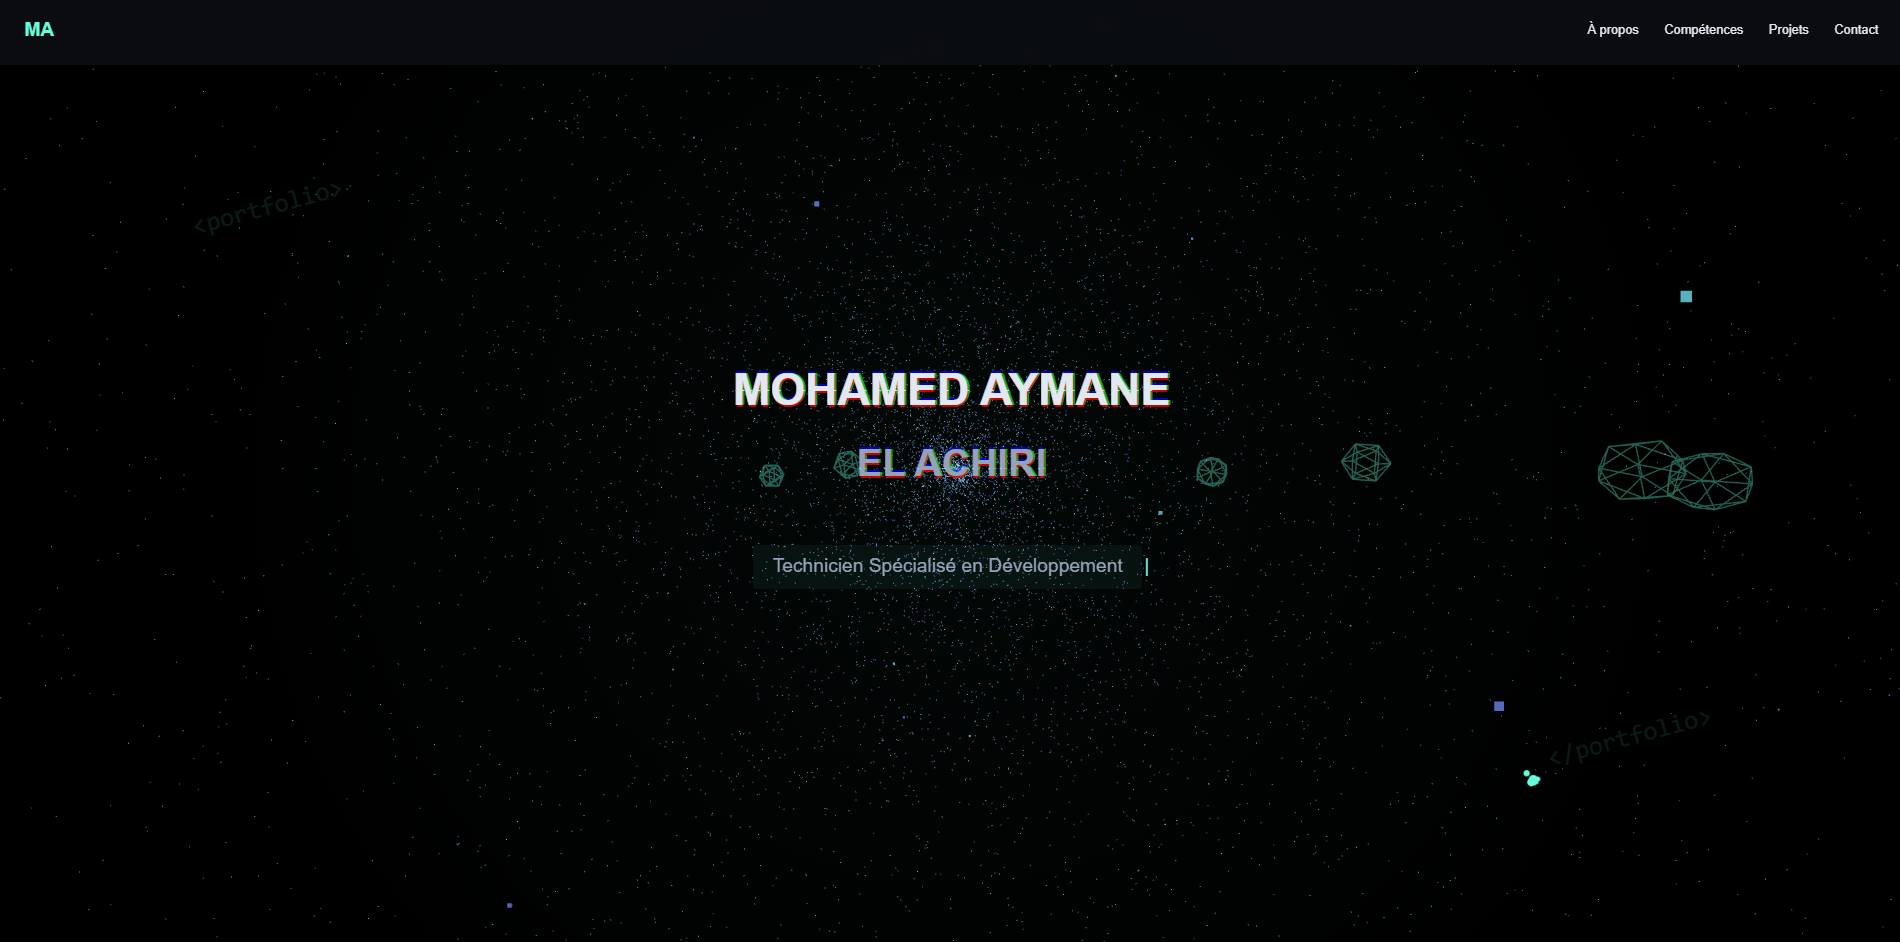 MA
À propos
Compétences
Projets
Contact
<portfolio>
MOHAMED AYMANE
EL ACHIRI
Technicien Spécialisé en Développement
</portfolio>